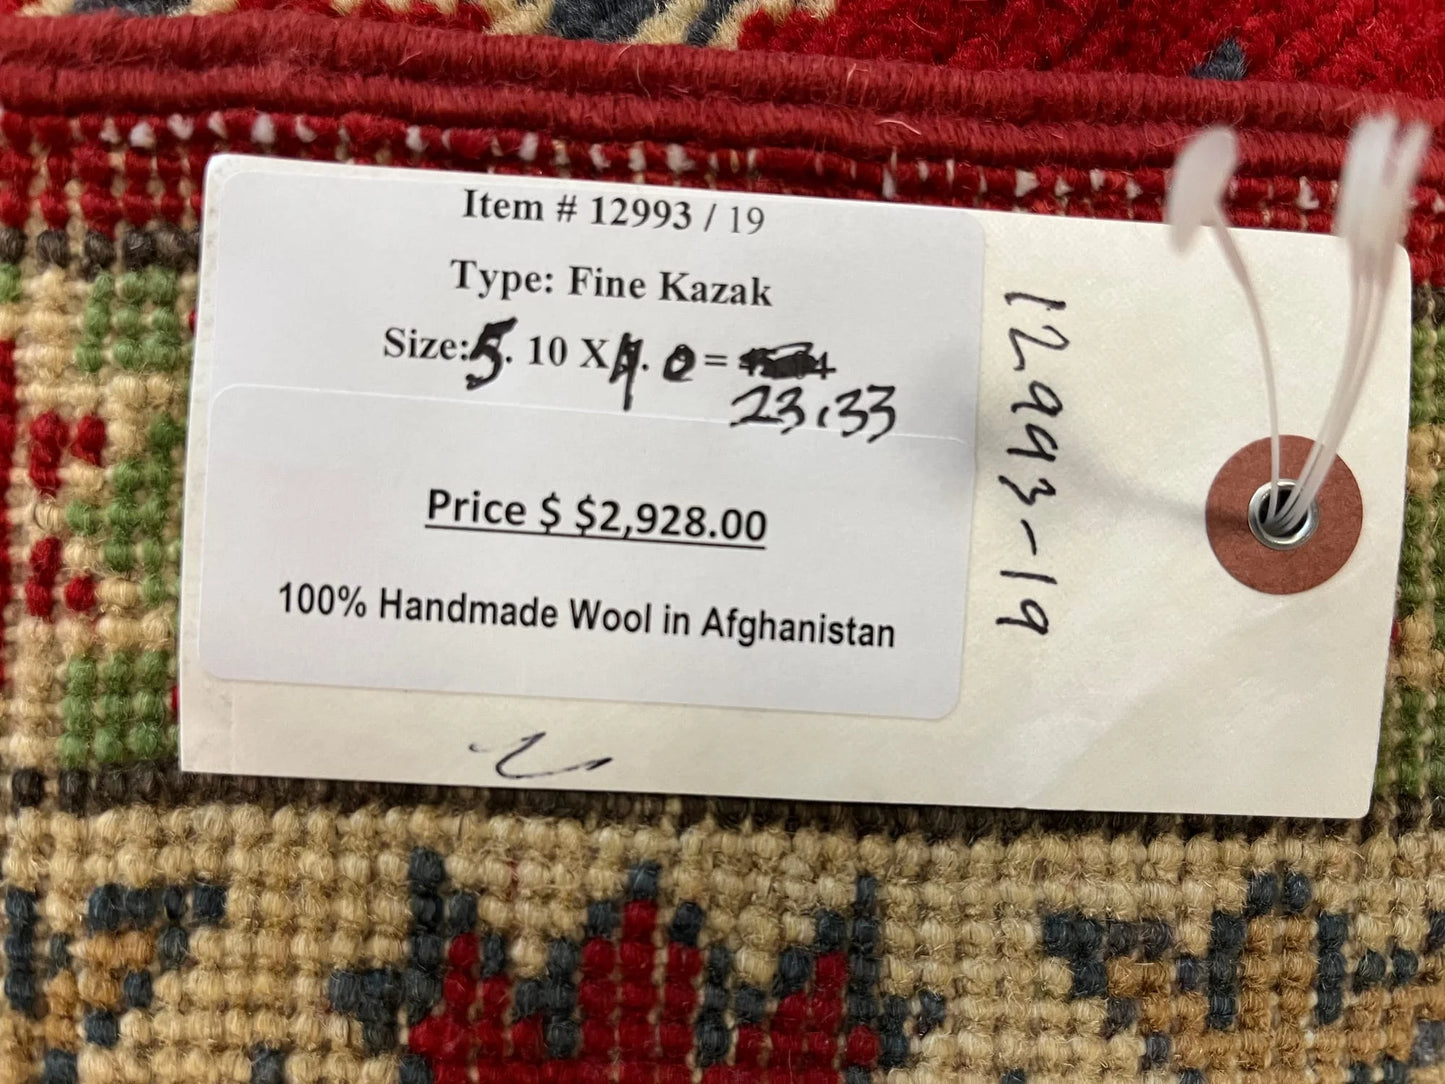 Item # 12993 / 19
Type: Fine Kazak
Size: 5. 10 X 4. 0 =
23.33
Price $ $2,928.00
100% Handmade Wool in Afghanistan
12993-19